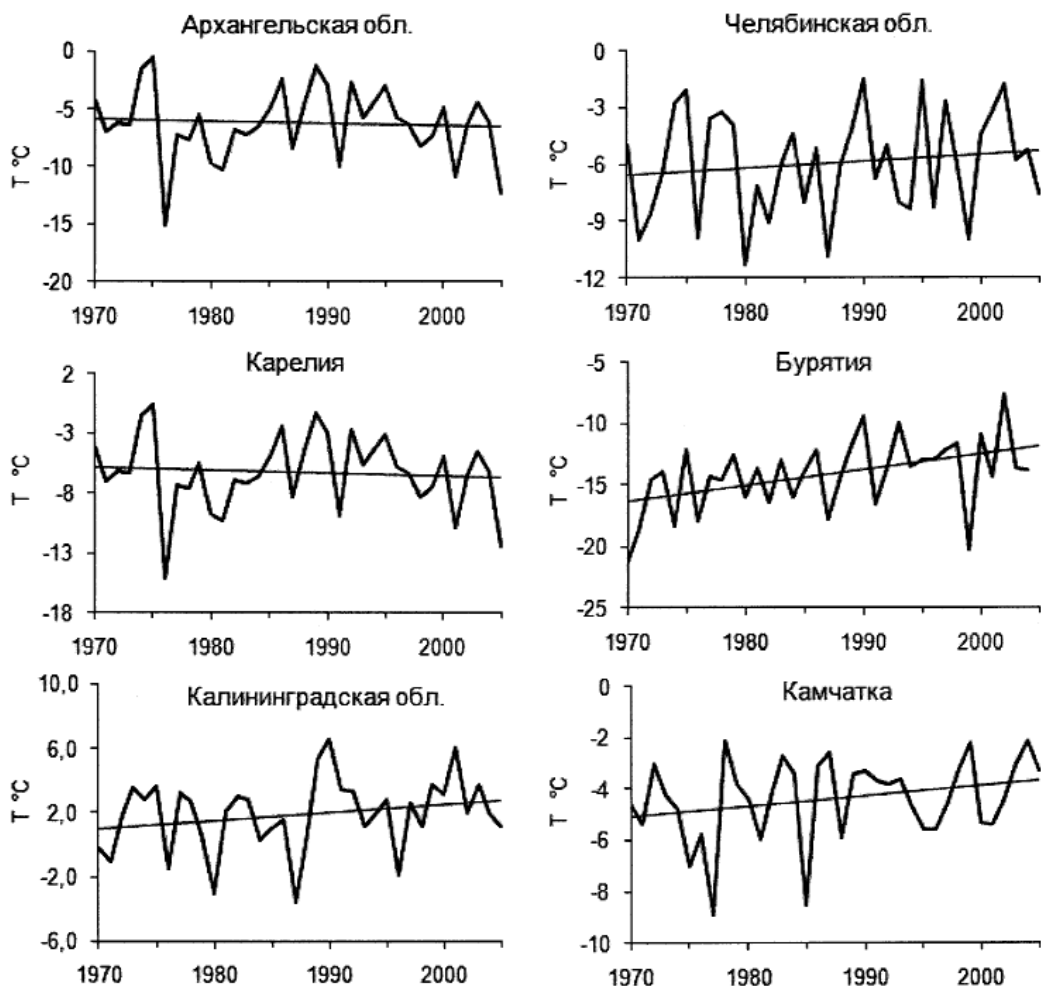 Архангельская обл.
T °C
0
-5
-10
-15
-20
1970 1980 1990 2000
Челябинская обл.
T °C
0
-3
-6
-9
-12
1970 1980 1990 2000
Карелия
T °C
2
-3
-8
-13
-18
1970 1980 1990 2000
Бурятия
T °C
-5
-10
-15
-20
-25
1970 1980 1990 2000
Калининградская обл.
T °C
10,0
6,0
2,0
-2,0
-6,0
1970 1980 1990 2000
Камчатка
T °C
0
-2
-4
-6
-8
-10
1970 1980 1990 2000